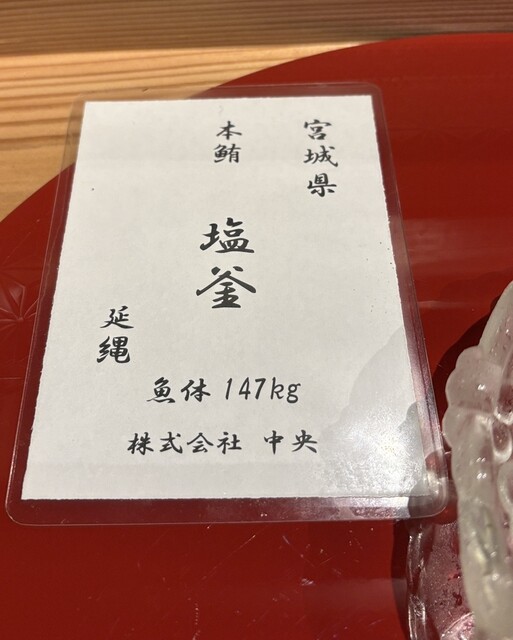 宮城県
本鮪
塩釜
延縄
魚体 147kg
株式会社 中央